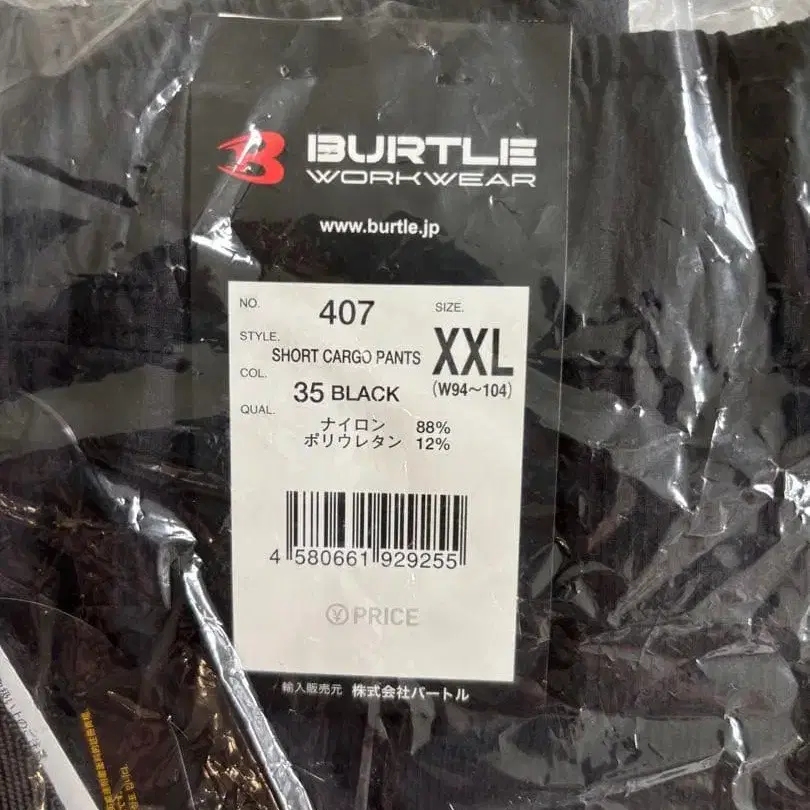 BURTLE
WORKWEAR
www.burtle.jp
NO. 407
SIZE. XXL
(W94〜104)
STYLE. SHORT CARGO PANTS
COL. 35 BLACK
QUAL. ナイロン 88%
ポリウレタン 12%
4 580661 929255
¥ PRICE
輸入販売元 株式会社バートル